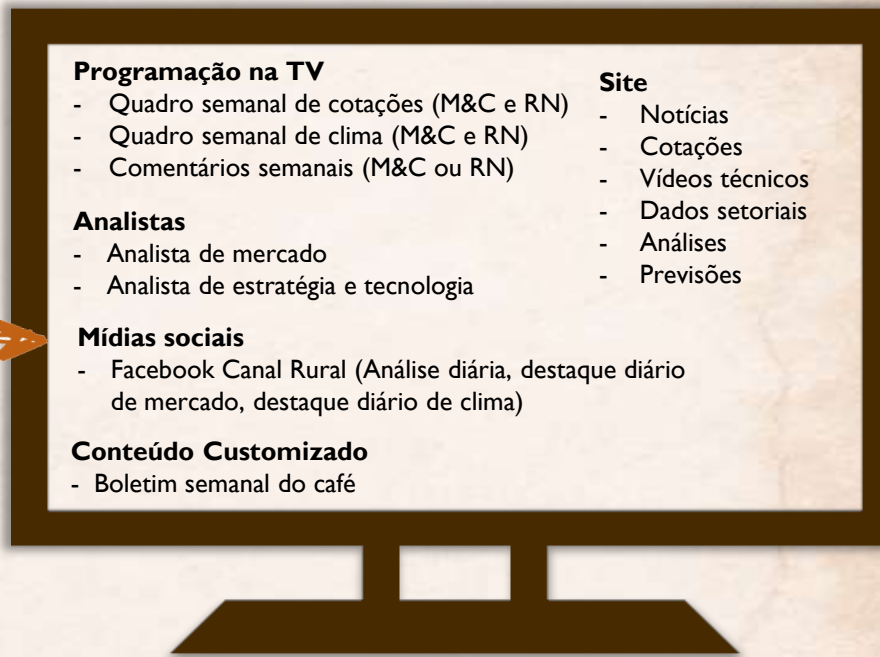 Programação na TV
- Quadro semanal de cotações (M&C e RN)
- Quadro semanal de clima (M&C e RN)
- Comentários semanais (M&C ou RN)
Analistas
- Analista de mercado
- Analista de estratégia e tecnologia
Mídias sociais
- Facebook Canal Rural (Análise diária, destaque diário
de mercado, destaque diário de clima)
Conteúdo Customizado
- Boletim semanal do café
Site
- Notícias
- Cotações
- Vídeos técnicos
- Dados setoriais
- Análises
- Previsões